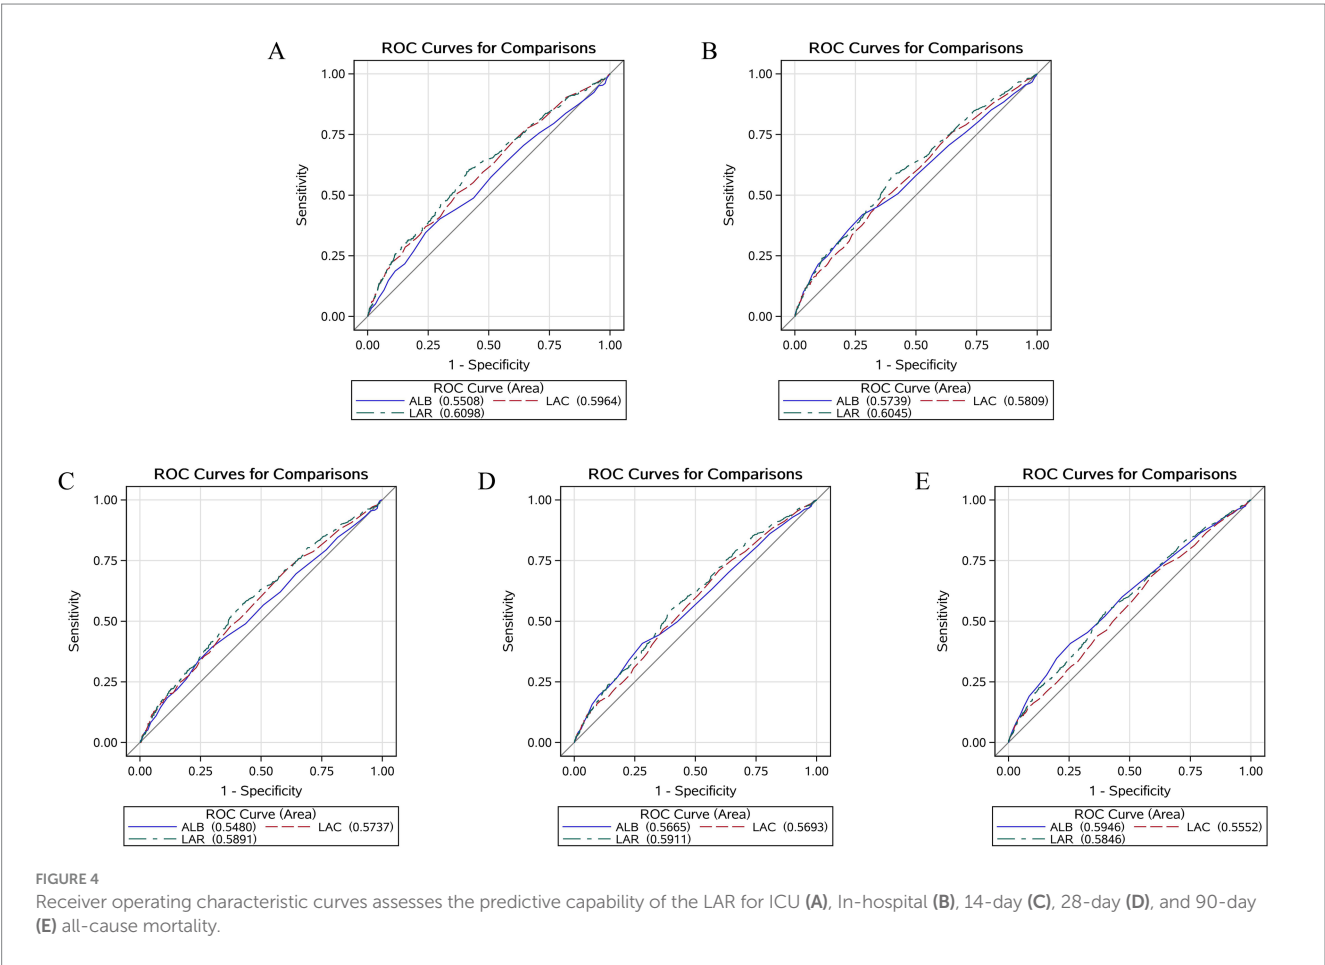 A
ROC Curves for Comparisons
1.00
0.75
0.50
0.25
0.00
Sensitivity
0.00 0.25 0.50 0.75 1.00
1 - Specificity
ROC Curve (Area)
ALB (0.5508) LAC (0.5964)
LAR (0.6098)
B
ROC Curves for Comparisons
1.00
0.75
0.50
0.25
0.00
Sensitivity
0.00 0.25 0.50 0.75 1.00
1 - Specificity
ROC Curve (Area)
ALB (0.5739) LAC (0.5809)
LAR (0.6045)
C
ROC Curves for Comparisons
1.00
0.75
0.50
0.25
0.00
Sensitivity
0.00 0.25 0.50 0.75 1.00
1 - Specificity
ROC Curve (Area)
ALB (0.5480) LAC (0.5737)
LAR (0.5891)
D
ROC Curves for Comparisons
1.00
0.75
0.50
0.25
0.00
Sensitivity
0.00 0.25 0.50 0.75 1.00
1 - Specificity
ROC Curve (Area)
ALB (0.5665) LAC (0.5693)
LAR (0.5911)
E
ROC Curves for Comparisons
1.00
0.75
0.50
0.25
0.00
Sensitivity
0.00 0.25 0.50 0.75 1.00
1 - Specificity
ROC Curve (Area)
ALB (0.5946) LAC (0.5552)
LAR (0.5846)
FIGURE 4
Receiver operating characteristic curves assesses the predictive capability of the LAR for ICU (A), In-hospital (B), 14-day (C), 28-day (D), and 90-day
(E) all-cause mortality.